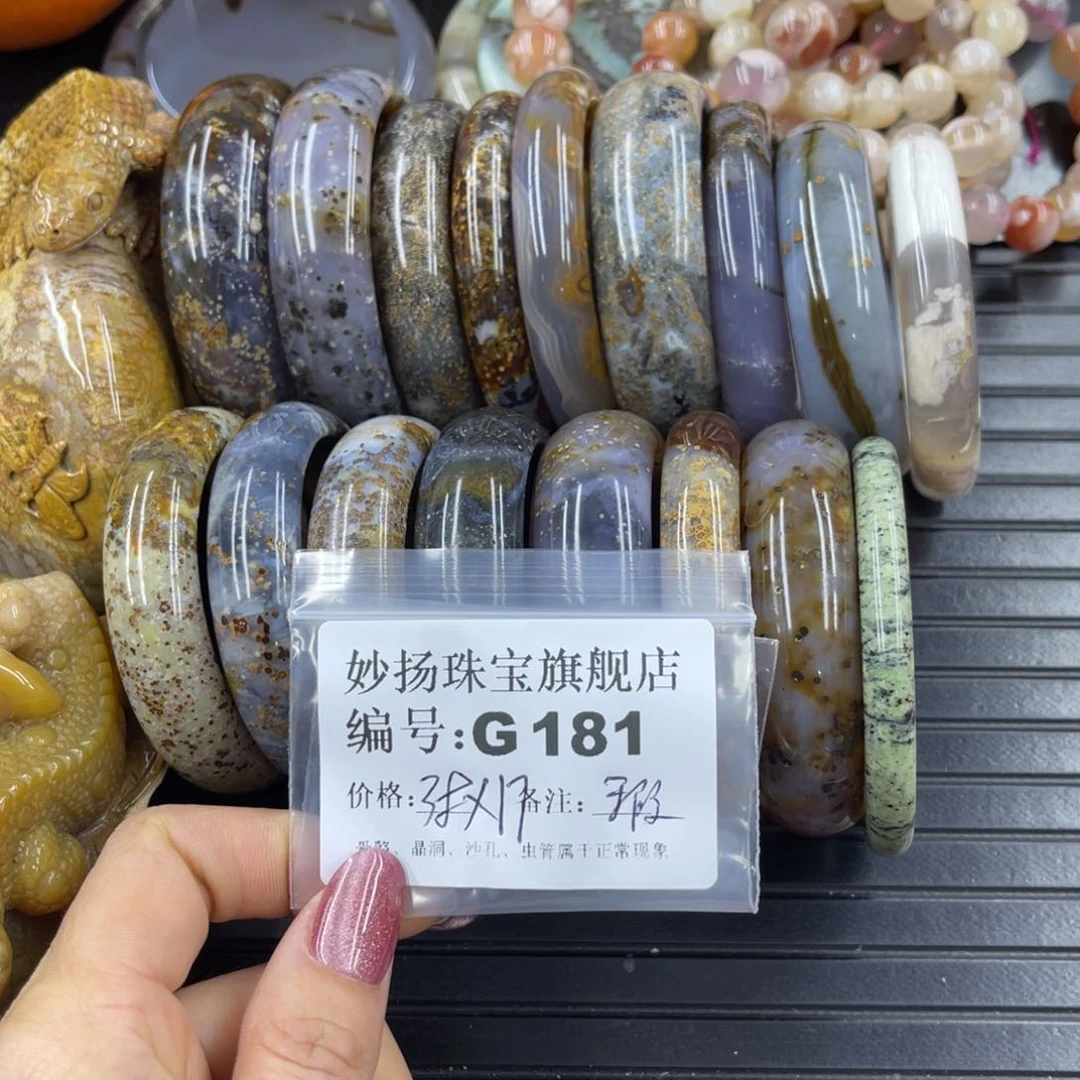 妙扬珠宝旗舰店
编号:G181
价格: 备注:
晶洞、沙孔、虫管属于正常现象